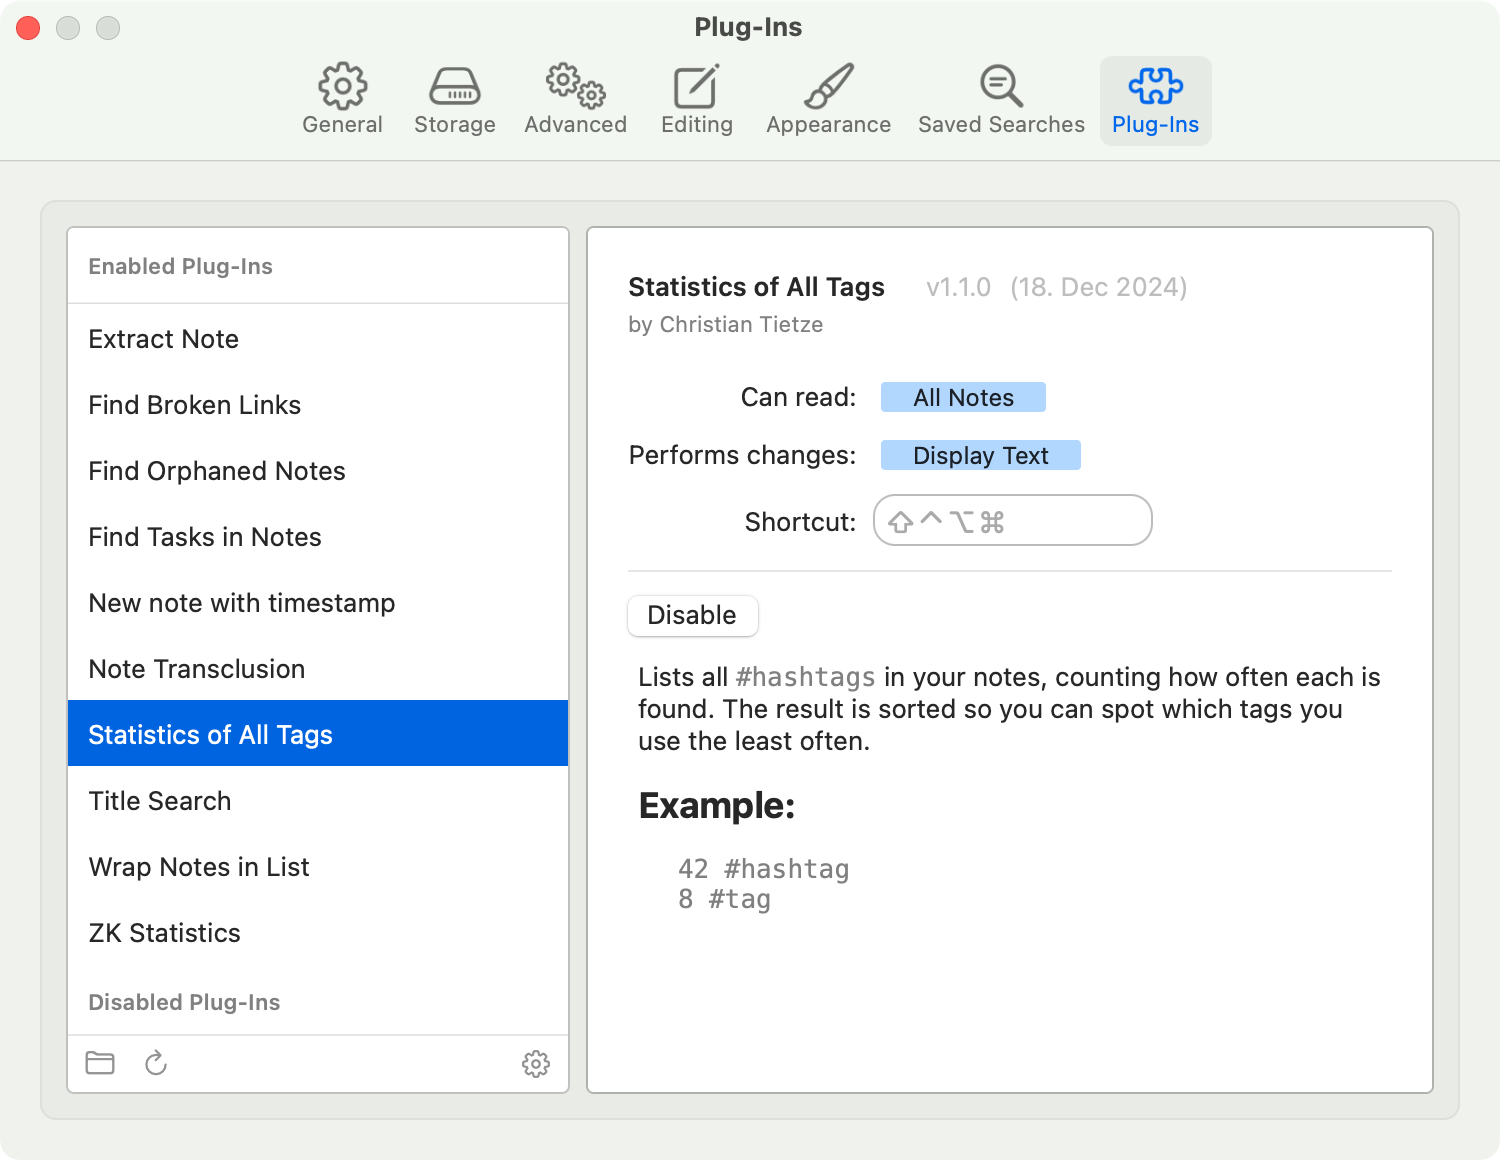 Plug-Ins
General
Storage
Advanced
Editing
Appearance
Saved Searches
Plug-Ins
Enabled Plug-Ins
Extract Note
Find Broken Links
Find Orphaned Notes
Find Tasks in Notes
New note with timestamp
Note Transclusion
Statistics of All Tags
Title Search
Wrap Notes in List
ZK Statistics
Disabled Plug-Ins
Statistics of All Tags v1.1.0 (18. Dec 2024)
by Christian Tietze
Can read: All Notes
Performs changes: Display Text
Shortcut: ⇧^⌥⌘
Disable
Lists all #hashtags in your notes, counting how often each is
found. The result is sorted so you can spot which tags you
use the least often.
Example:
42 #hashtag
8 #tag